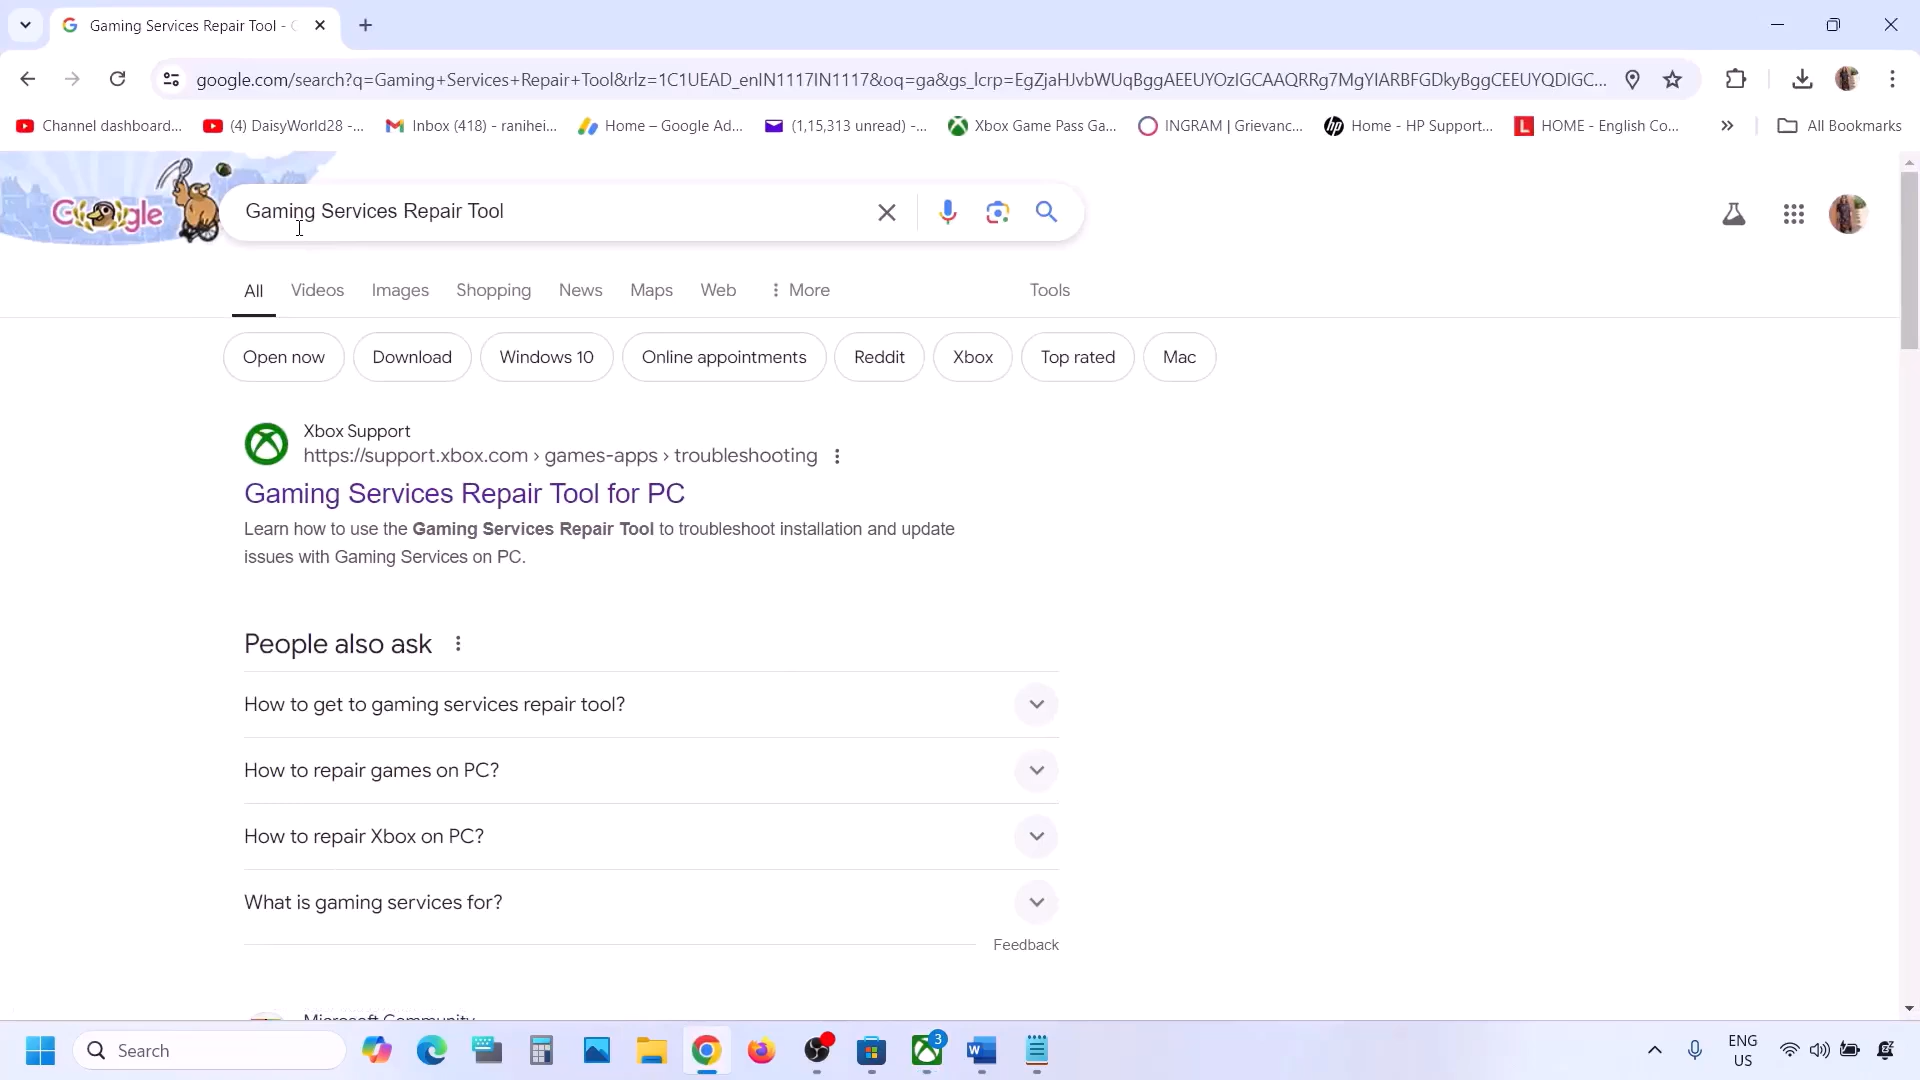 Gaming Services Repair Tool -
google.com/search?q=Gaming+Services+Repair+Tool&rlz=1C1UEAD_enIN1117IN1117&oq=ga&gs_lcrp=EgZjaHJvbWUqBggAEEUYOzIGCAAQRRg7MgYIARBFGDkyBggCEEUYQDIGC...
Channel dashboard...
(4) DaisyWorld28 -...
Inbox (418) - ranihei...
Home – Google Ad...
(1,15,313 unread) -...
Xbox Game Pass Ga...
INGRAM | Grievanc...
Home - HP Support...
HOME - English Co...
All Bookmarks
Google
Gaming Services Repair Tool
All
Videos
Images
Shopping
News
Maps
Web
More
Tools
Open now
Download
Windows 10
Online appointments
Reddit
Xbox
Top rated
Mac
Xbox Support
https://support.xbox.com › games-apps › troubleshooting
Gaming Services Repair Tool for PC
Learn how to use the Gaming Services Repair Tool to troubleshoot installation and update
issues with Gaming Services on PC.
People also ask
How to get to gaming services repair tool?
How to repair games on PC?
How to repair Xbox on PC?
What is gaming services for?
Feedback
Microsoft Community
Search
3
ENG
US